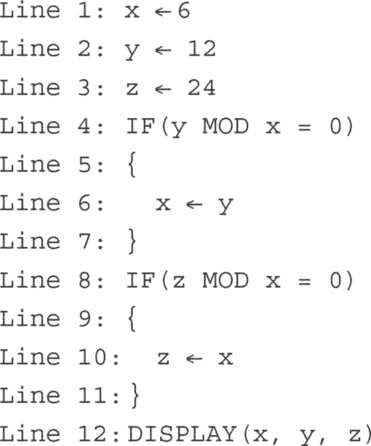 Line 1: x ←6
Line 2: y ← 12
Line 3: z ← 24
Line 4: IF(y MOD x = 0)
Line 5: {
Line 6:   x ← y
Line 7: }
Line 8: IF(z MOD x = 0)
Line 9: {
Line 10:  z ← x
Line 11:}
Line 12:DISPLAY(x, y, z)